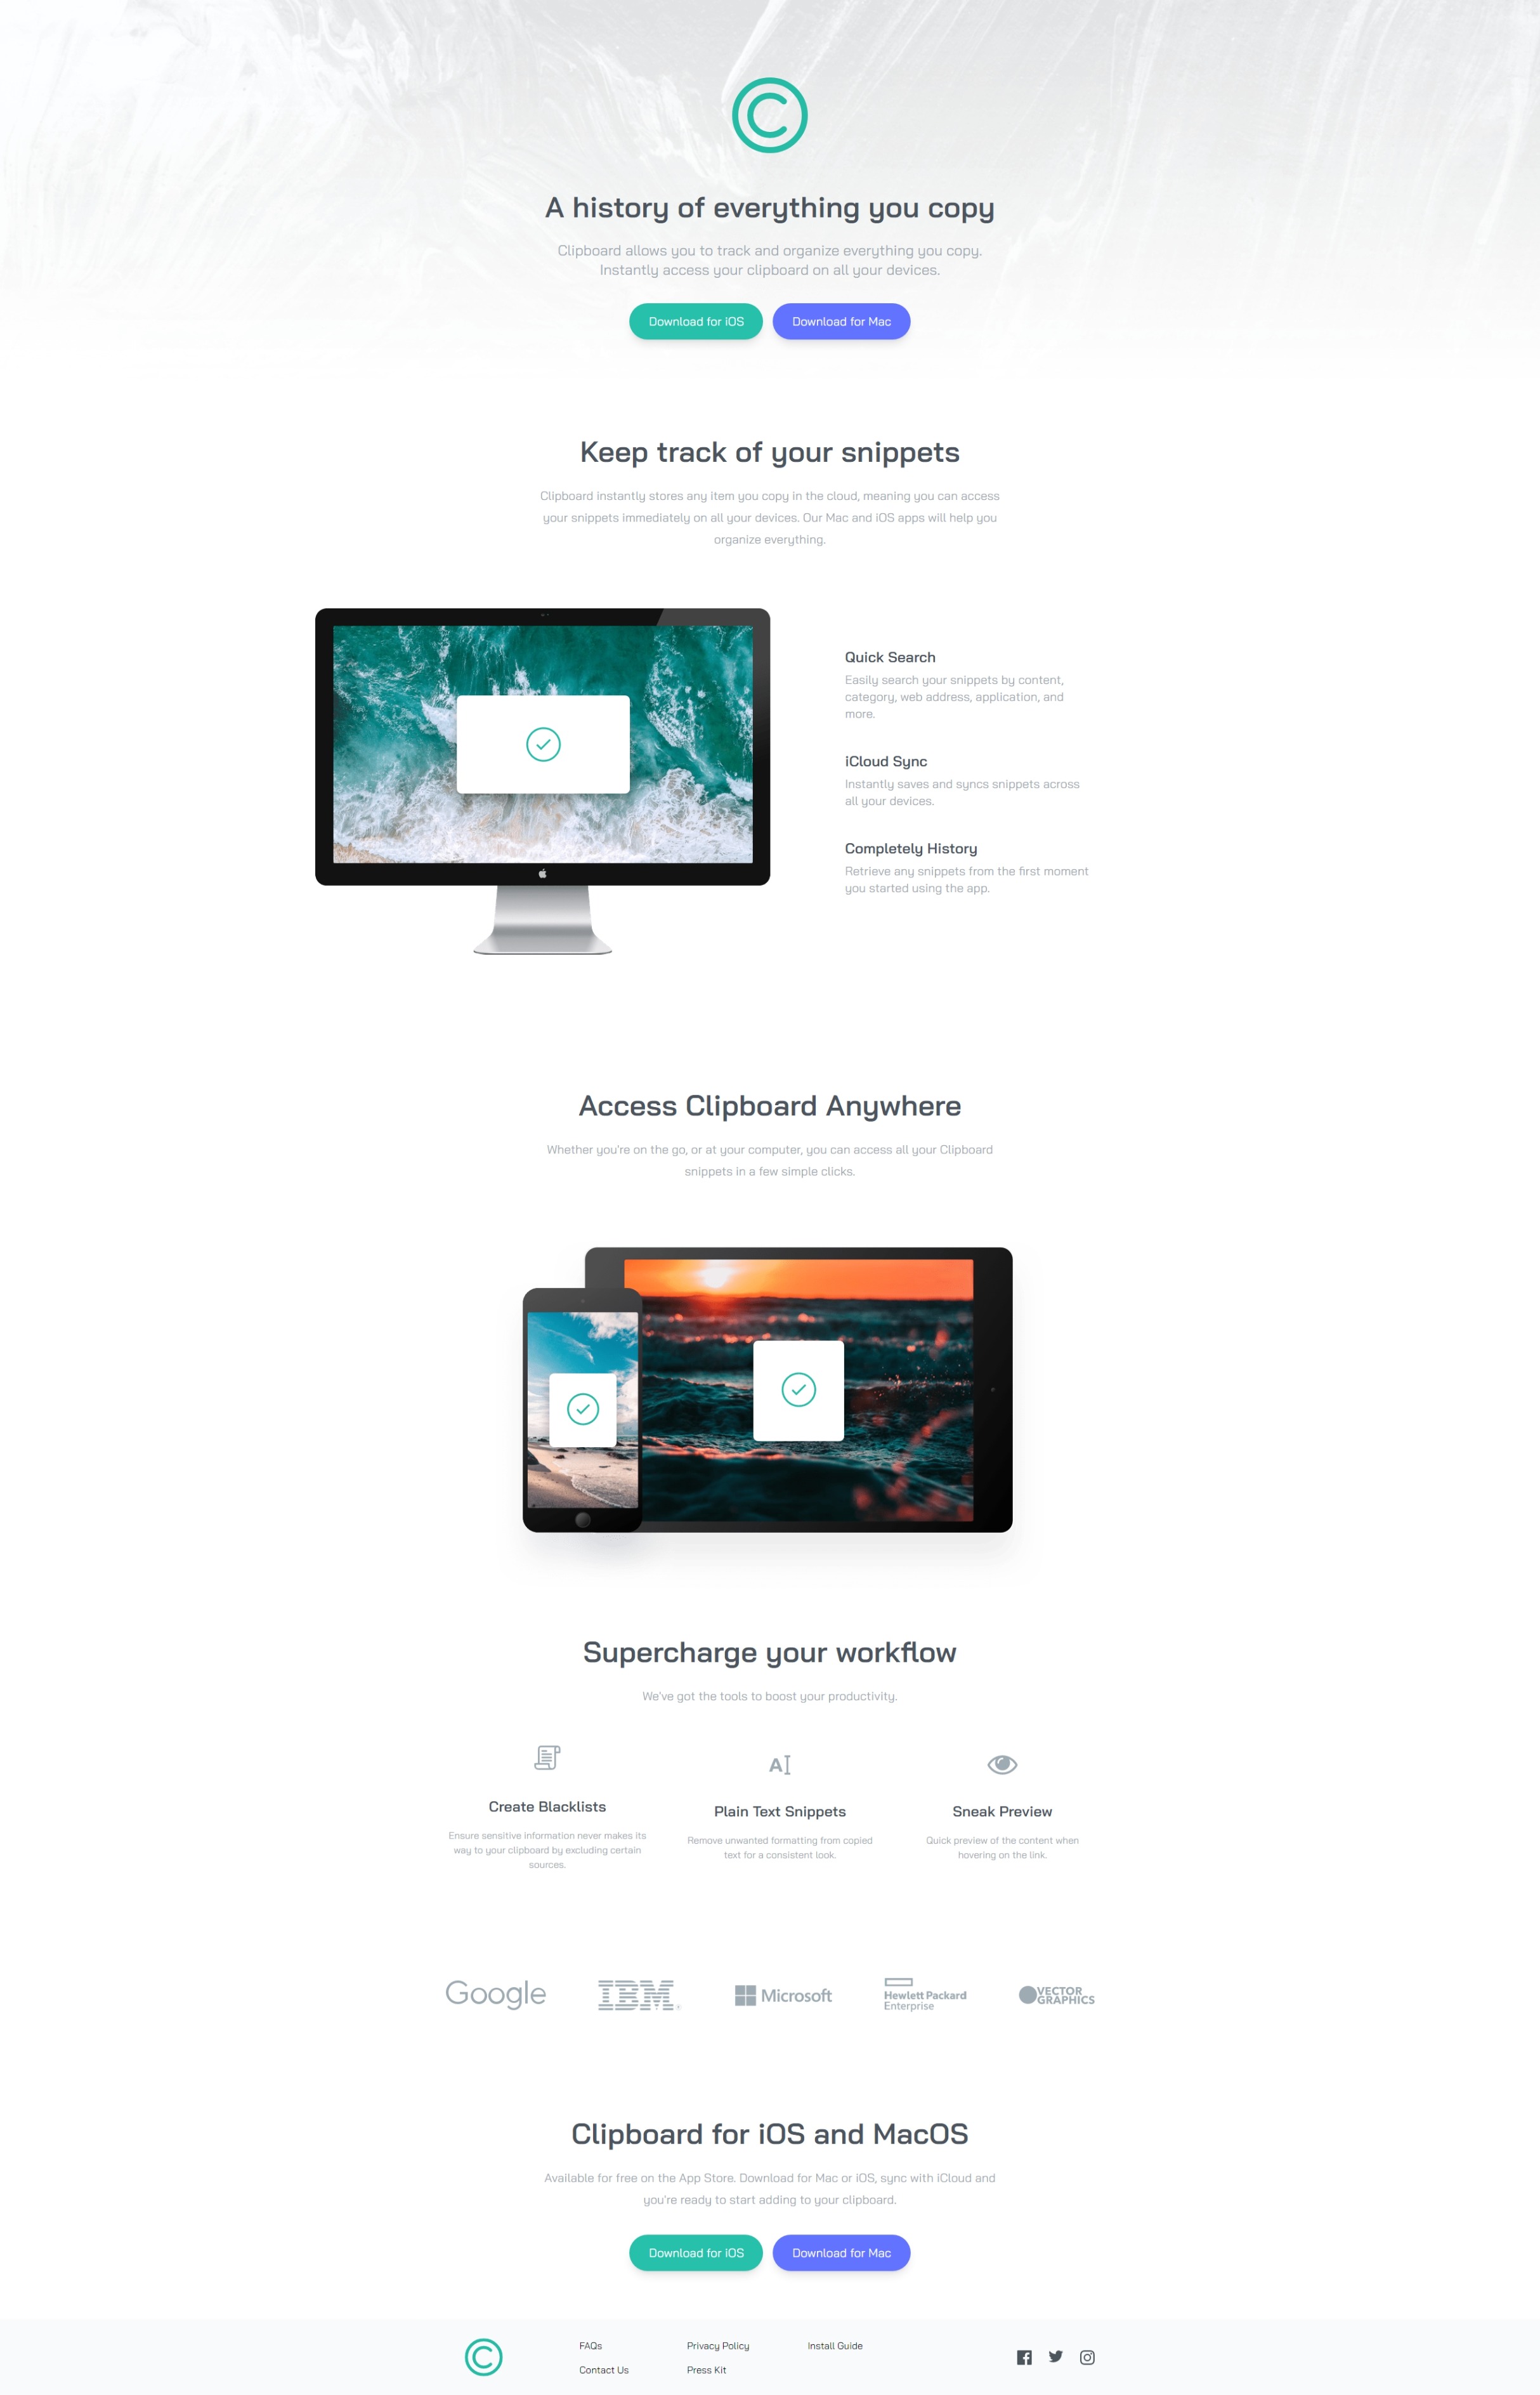 A history of everything you copy
Clipboard allows you to track and organize everything you copy.
Instantly access your clipboard on all your devices.
Download for iOS
Download for Mac
Keep track of your snippets
Clipboard instantly stores any item you copy in the cloud, meaning you can access
your snippets immediately on all your devices. Our Mac and iOS apps will help you
organize everything.
Quick Search
Easily search your snippets by content,
category, web address, application, and
more.
iCloud Sync
Instantly saves and syncs snippets across
all your devices.
Completely History
Retrieve any snippets from the first moment
you started using the app.
Access Clipboard Anywhere
Whether you're on the go, or at your computer, you can access all your Clipboard
snippets in a few simple clicks.
Supercharge your workflow
We've got the tools to boost your productivity.
Create Blacklists
Ensure sensitive information never makes its
way to your clipboard by excluding certain
sources.
Plain Text Snippets
Remove unwanted formatting from copied
text for a consistent look.
Sneak Preview
Quick preview of the content when
hovering on the link.
Google
IBM
Microsoft
Hewlett Packard
Enterprise
VECTOR
GRAPHICS
Clipboard for iOS and MacOS
Available for free on the App Store. Download for Mac or iOS, sync with iCloud and
you're ready to start adding to your clipboard.
Download for iOS
Download for Mac
FAQs
Contact Us
Privacy Policy
Press Kit
Install Guide